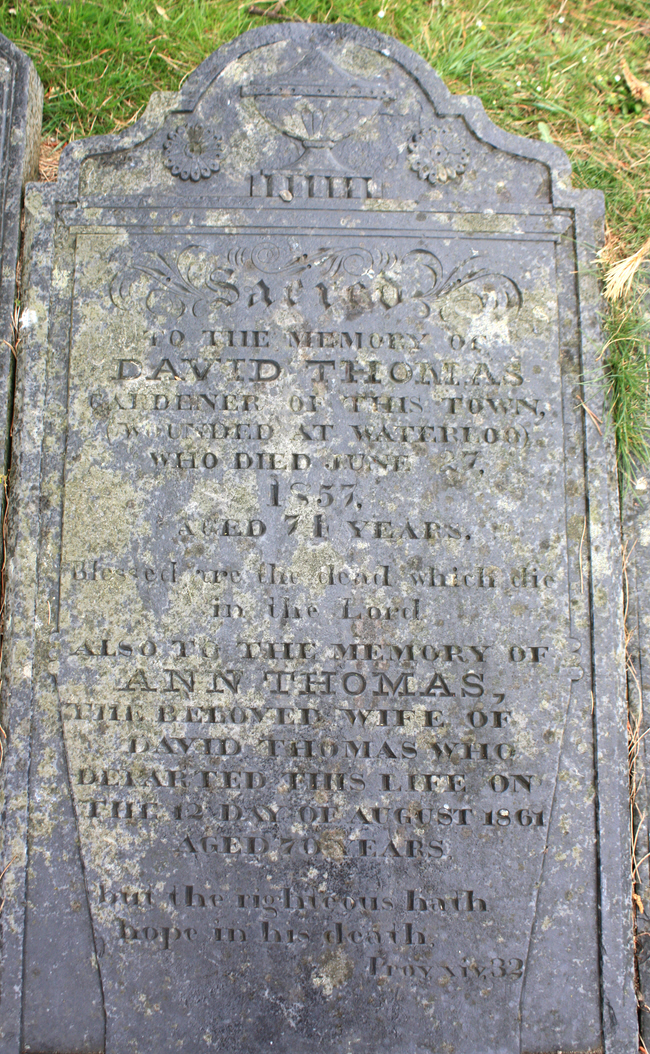 Sacred
TO THE MEMORY OF
DAVID THOMAS
GARDENER OF THIS TOWN,
(WOUNDED AT WATERLOO)
WHO DIED JUNE 27,
1857,
AGED 71 YEARS.
Blessed are the dead which die
in the Lord
ALSO TO THE MEMORY OF
ANN THOMAS,
THE BELOVED WIFE OF
DAVID THOMAS WHO
DEPARTED THIS LIFE ON
THE 12 DAY OF AUGUST 1861
AGED 70 YEARS.
but the righteous hath
hope in his death.
Prov xiv, 32